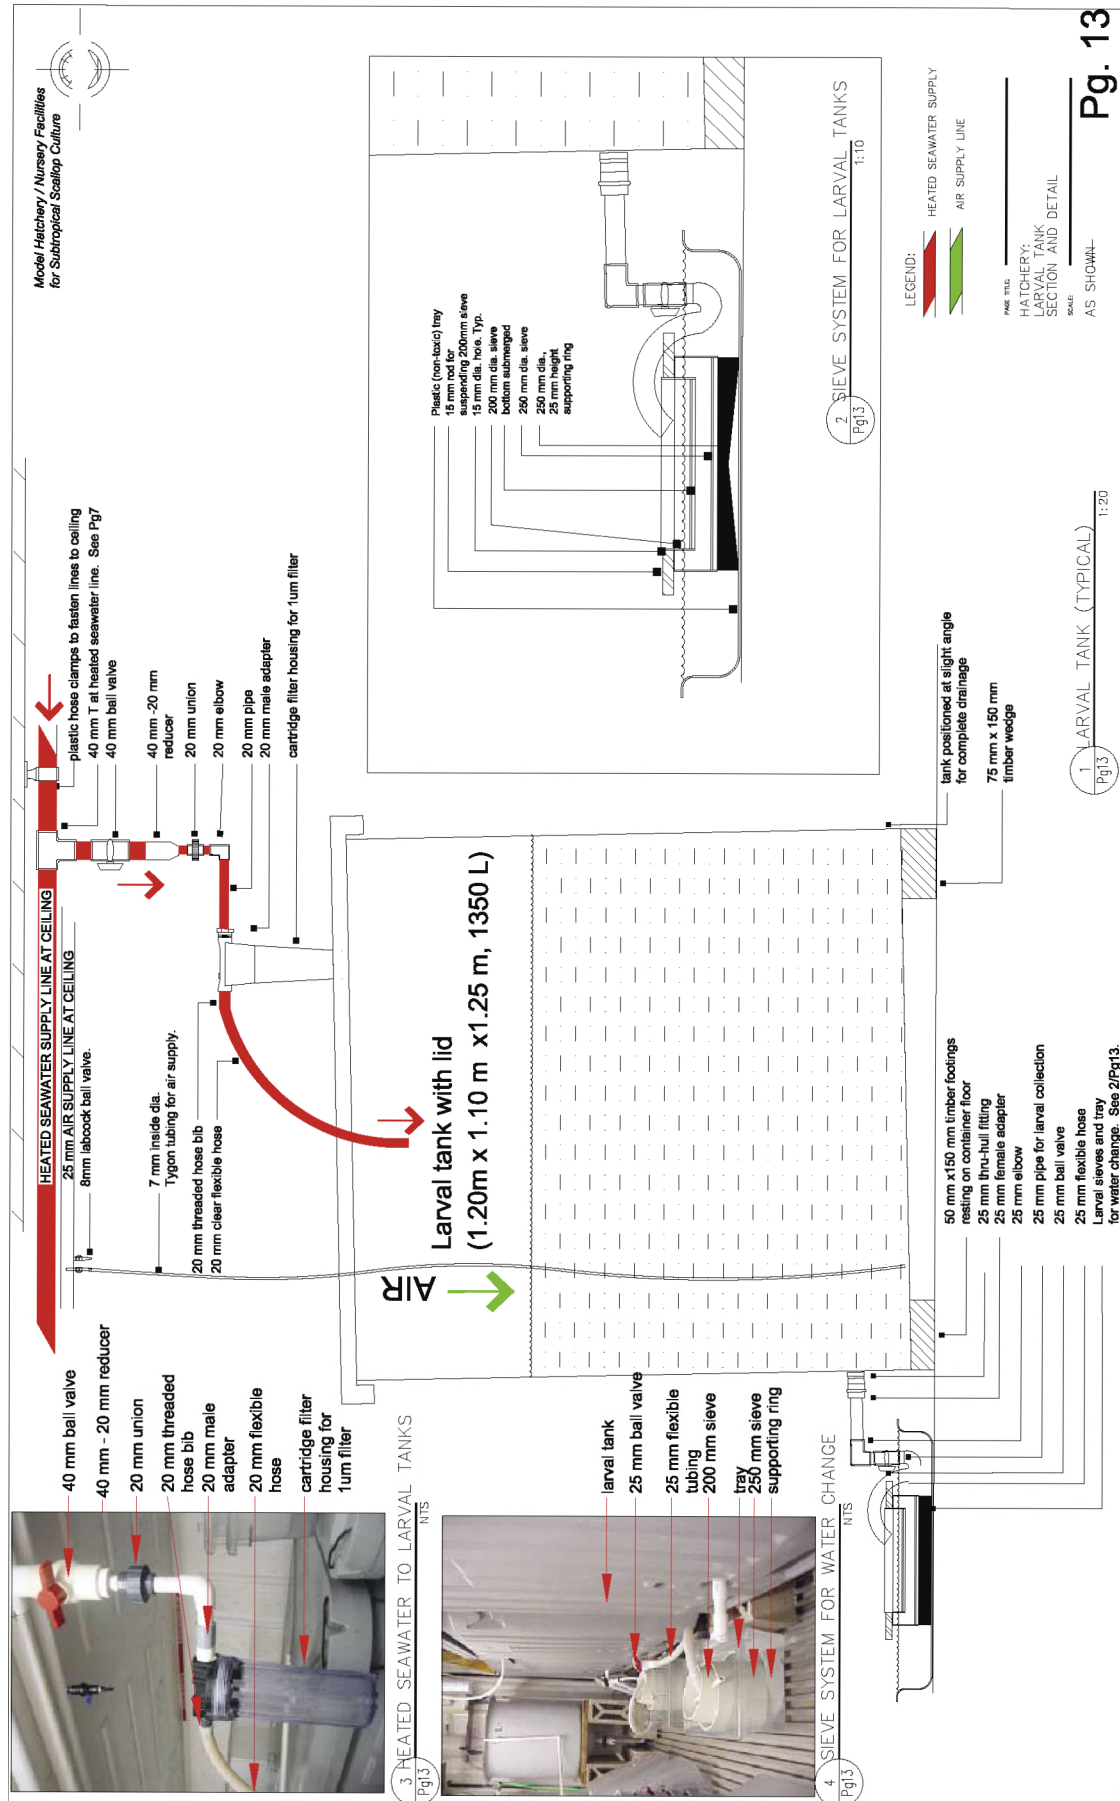 Model Hatchery / Nursery Facilities
for Subtropical Scallop Culture
40 mm ball valve
40 mm - 20 mm reducer
20 mm union
20 mm threaded
hose bib
20 mm male
adapter
20 mm flexible
hose
cartridge filter
housing for
1um filter
3
Pg13
HEATED SEAWATER TO LARVAL TANKS
NTS
larval tank
25 mm ball valve
25 mm flexible
tubing
200 mm sieve
tray
250 mm sieve
supporting ring
4
Pg13
SIEVE SYSTEM FOR WATER CHANGE
NTS
HEATED SEAWATER SUPPLY LINE AT CEILING
25 mm AIR SUPPLY LINE AT CEILING
8mm labcock ball valve.
7 mm inside dia.
Tygon tubing for air supply.
20 mm threaded hose bib
20 mm clear flexible hose
plastic hose clamps to fasten lines to ceiling
40 mm T at heated seawater line. See Pg7
40 mm ball valve
40 mm -20 mm
reducer
20 mm union
20 mm elbow
20 mm pipe
20 mm male adapter
cartridge filter housing for 1um filter
AIR
Larval tank with lid
(1.20m x 1.10 m x1.25 m, 1350 L)
tank positioned at slight angle
for complete drainage
75 mm x 150 mm
timber wedge
50 mm x150 mm timber footings
resting on container floor
25 mm thru-hull fitting
25 mm female adapter
25 mm elbow
25 mm pipe for larval collection
25 mm ball valve
25 mm flexible hose
Larval sieves and tray
for water change. See 2/Pg13.
1
Pg13
LARVAL TANK (TYPICAL)
1:20
Plastic (non-toxic) tray
15 mm rod for
suspending 200mm sieve
15 mm dia. hole. Typ.
200 mm dia. sieve
bottom submerged
250 mm dia. sieve
250 mm dia.,
25 mm height
supporting ring
2
Pg13
SIEVE SYSTEM FOR LARVAL TANKS
1:10
LEGEND:
HEATED SEAWATER SUPPLY
AIR SUPPLY LINE
PAGE TITLE:
HATCHERY:
LARVAL TANK
SECTION AND DETAIL
SCALE:
AS SHOWN
Pg. 13